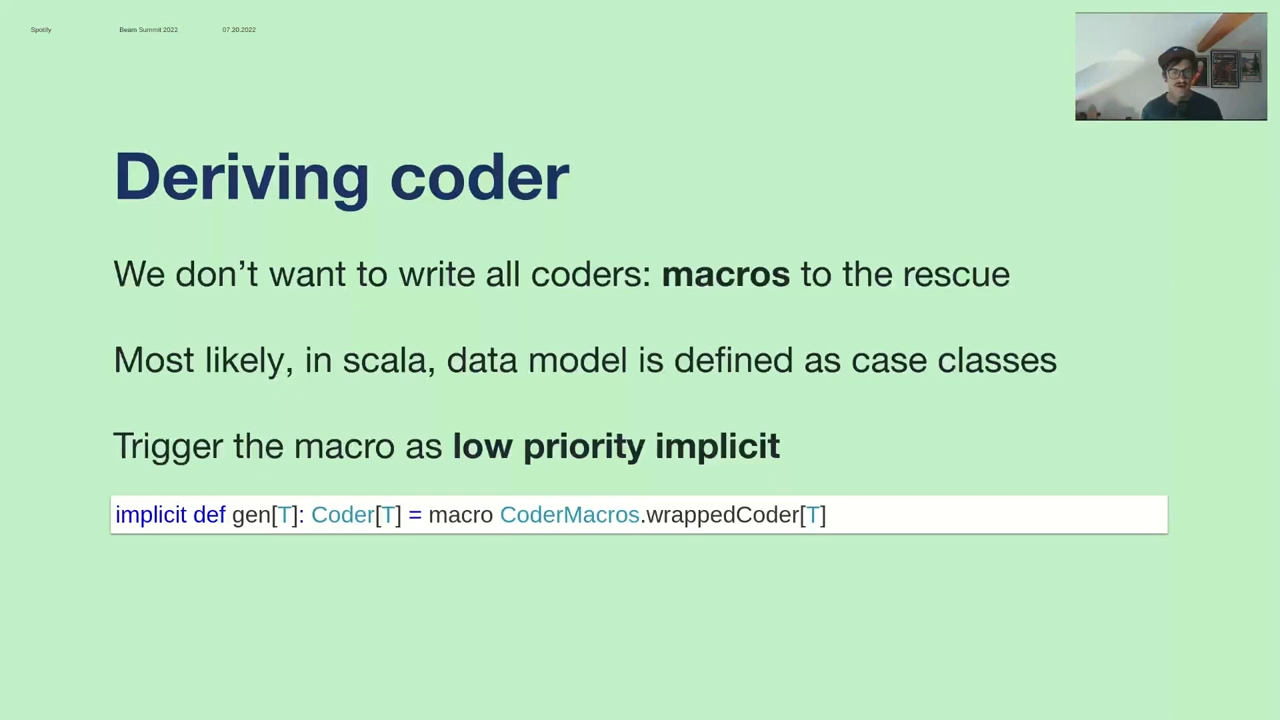 Spotify
Beam Summit 2022
07.20.2022
Deriving coder
We don’t want to write all coders: macros to the rescue
Most likely, in scala, data model is defined as case classes
Trigger the macro as low priority implicit
implicit def gen[T]: Coder[T] = macro CoderMacros.wrappedCoder[T]